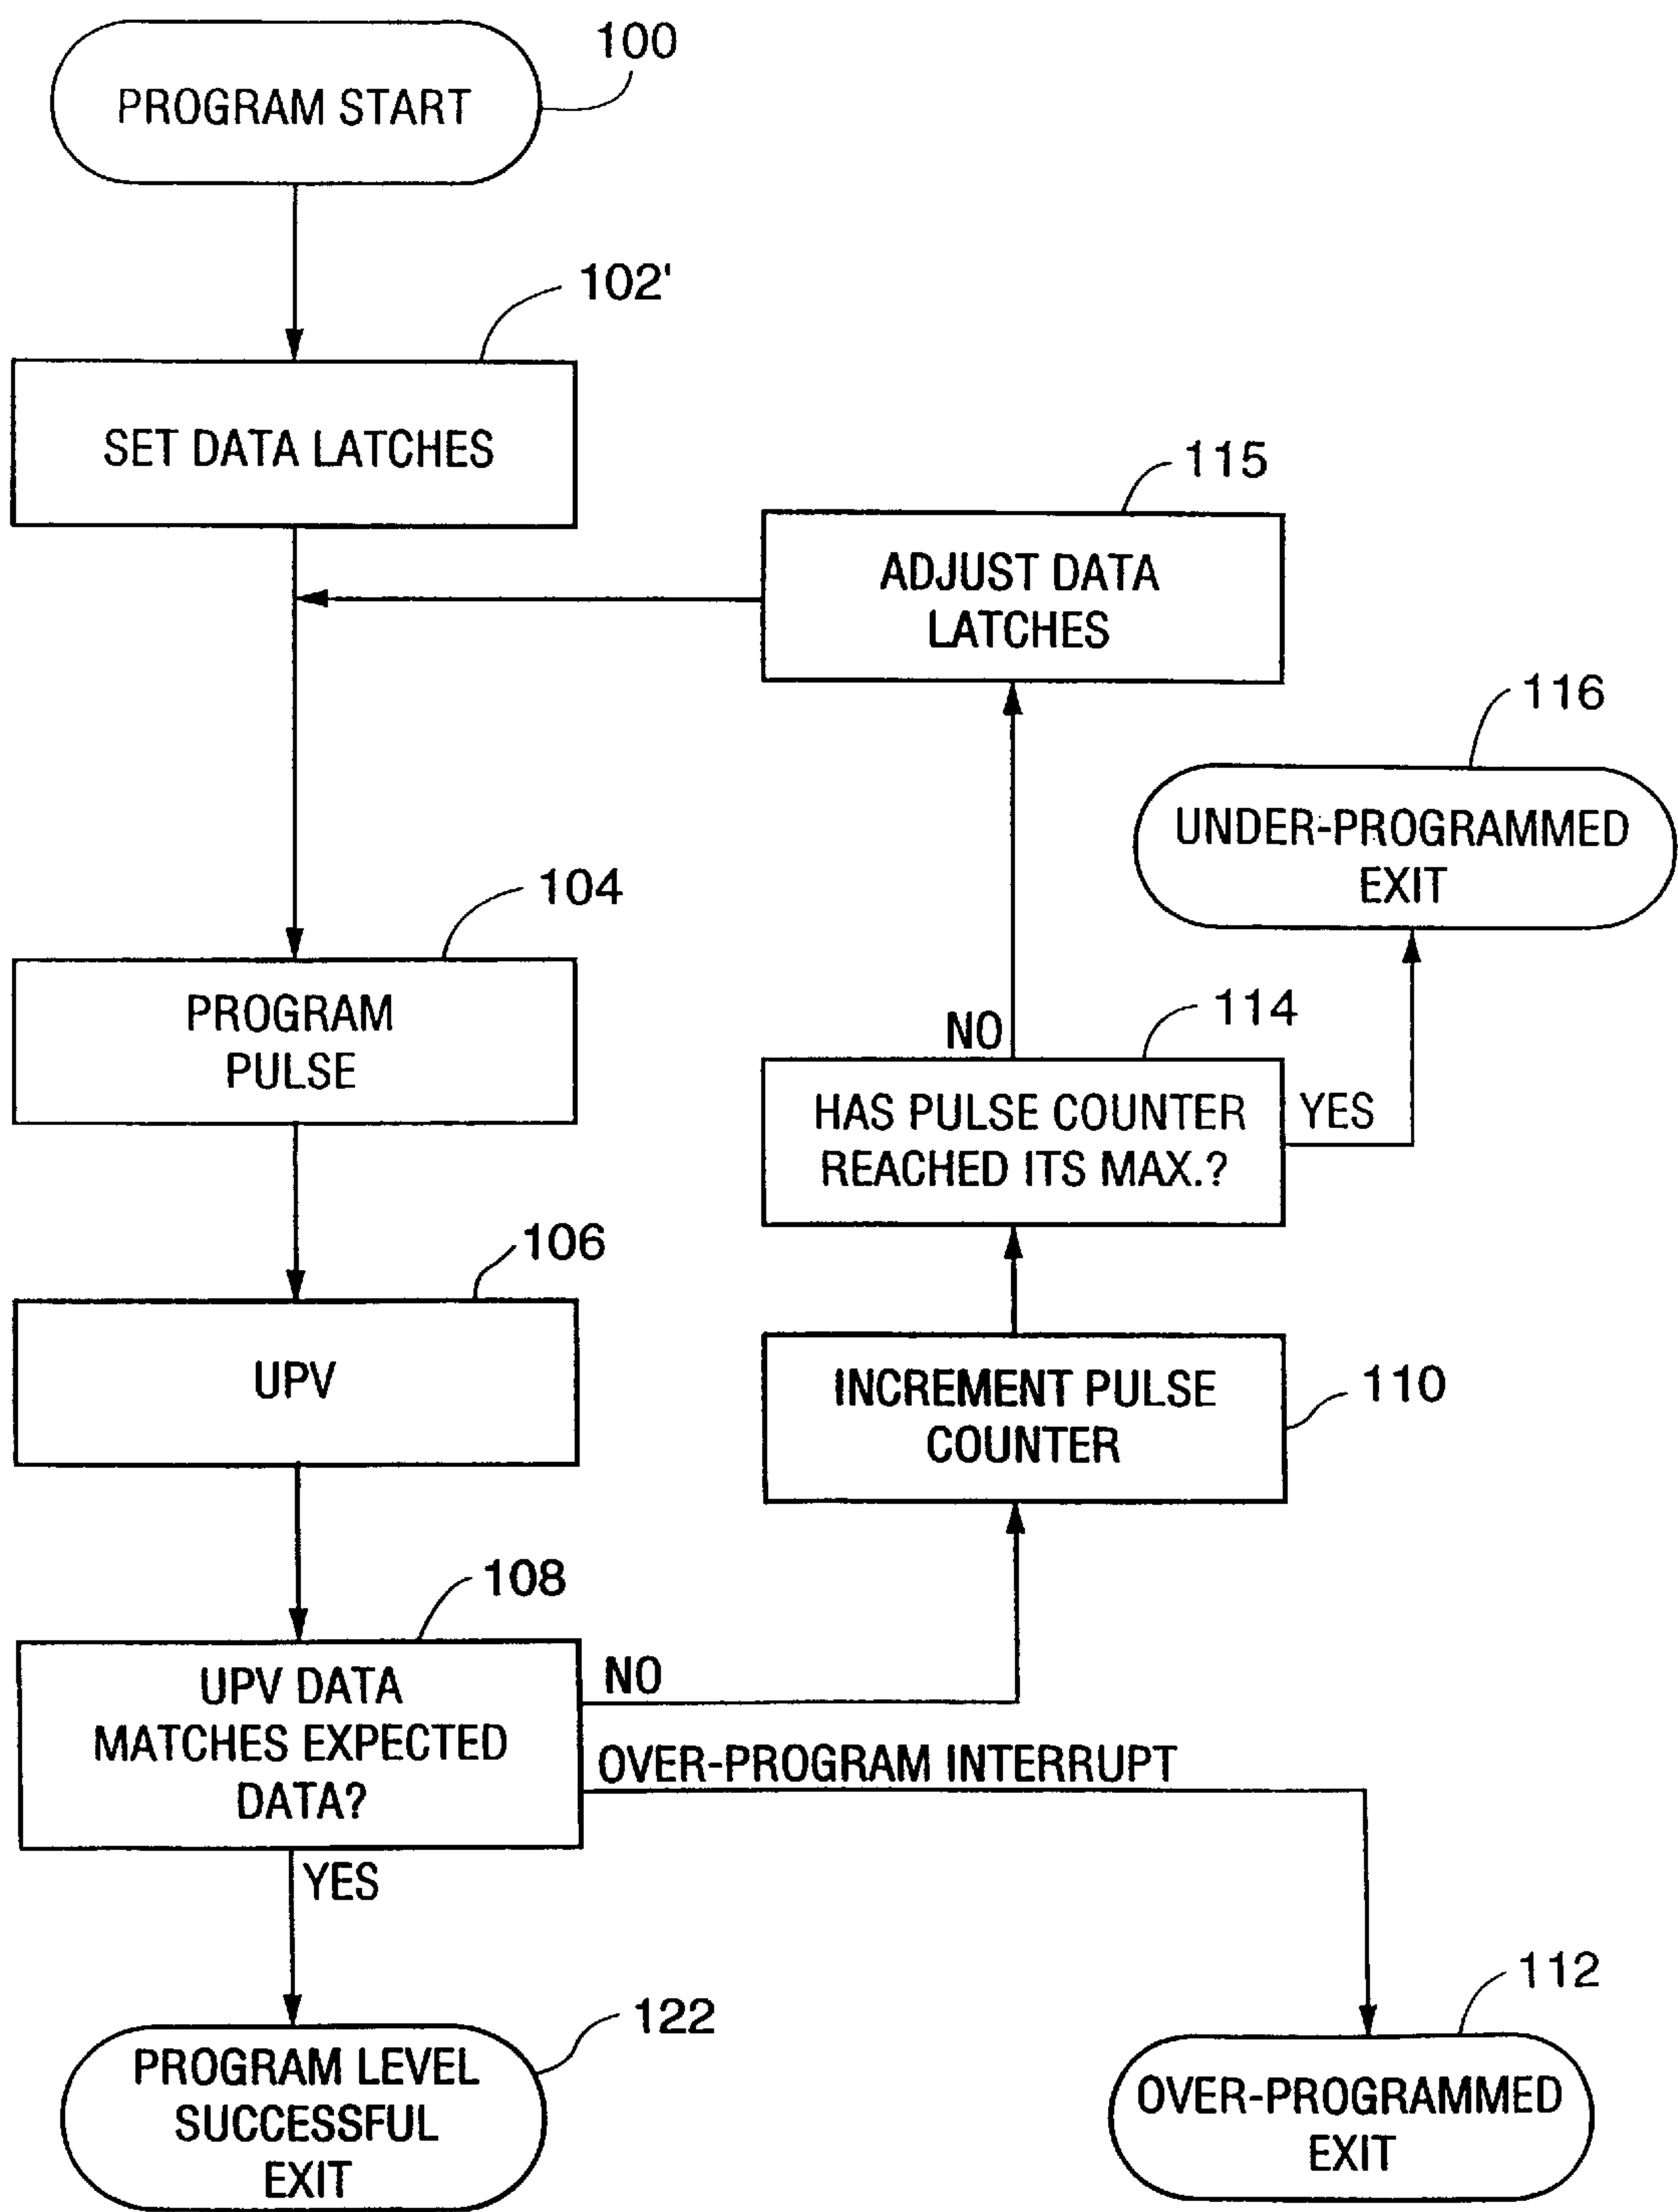 100
PROGRAM START
102'
SET DATA LATCHES
115
ADJUST DATA
LATCHES
116
UNDER-PROGRAMMED
EXIT
104
PROGRAM
PULSE
114
NO
HAS PULSE COUNTER
REACHED ITS MAX.?
YES
106
UPV
110
INCREMENT PULSE
COUNTER
108
UPV DATA
MATCHES EXPECTED
DATA?
NO
OVER-PROGRAM INTERRUPT
YES
122
PROGRAM LEVEL
SUCCESSFUL
EXIT
112
OVER-PROGRAMMED
EXIT